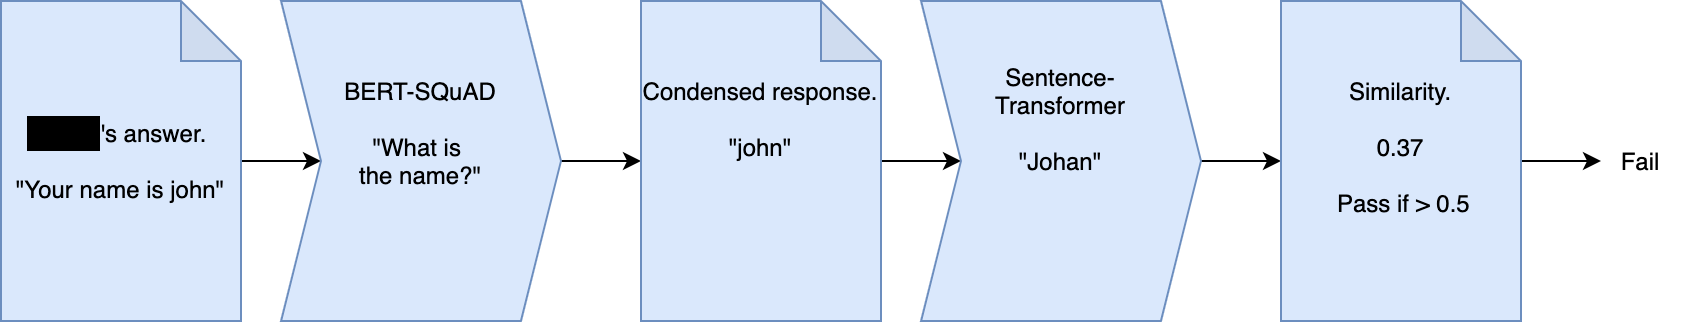 's answer.
"Your name is john"
BERT-SQuAD
"What is
the name?"
Condensed response.
"john"
Sentence-
Transformer
"Johan"
Similarity.
0.37
Pass if > 0.5
Fail